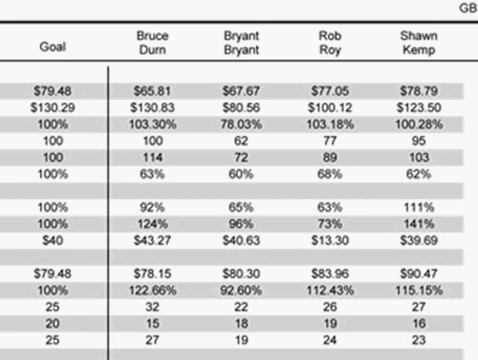 GB
Goal Bruce Durn Bryant Bryant Rob Roy Shawn Kemp
$79.48 $65.81 $67.67 $77.05 $78.79
$130.29 $130.83 $80.56 $100.12 $123.50
100% 103.30% 78.03% 103.18% 100.28%
100 100 62 77 95
100 114 72 89 103
100% 63% 60% 68% 62%
100% 92% 65% 63% 111%
100% 124% 96% 73% 141%
$40 $43.27 $40.63 $13.30 $39.69
$79.48 $78.15 $80.30 $83.96 $90.47
100% 122.66% 92.60% 112.43% 115.15%
25 32 22 26 27
20 15 18 19 16
25 27 19 24 23